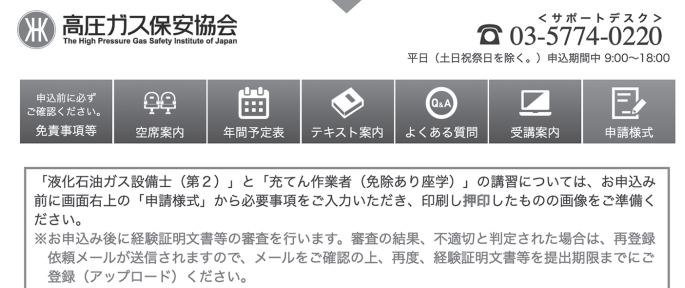 高圧ガス保安協会
The High Pressure Gas Safety Institute of Japan
＜サポートデスク＞
☎ 03-5774-0220
平日（土日祝祭日を除く。）申込期間中 9:00〜18:00
申込前に必ず
ご確認ください。
免責事項等
空席案内
年間予定表
テキスト案内
Q&A
よくある質問
受講案内
申請様式
「液化石油ガス設備士（第２）」と「充てん作業者（免除あり座学）」の講習については、お申込み
前に画面右上の「申請様式」から必要事項をご入力いただき、印刷し押印したものの画像をご準備く
ださい。
※お申込み後に経験証明文書等の審査を行います。審査の結果、不適切と判定された場合は、再登録
依頼メールが送信されますので、メールをご確認の上、再度、経験証明文書等を提出期限までにご
登録（アップロード）ください。